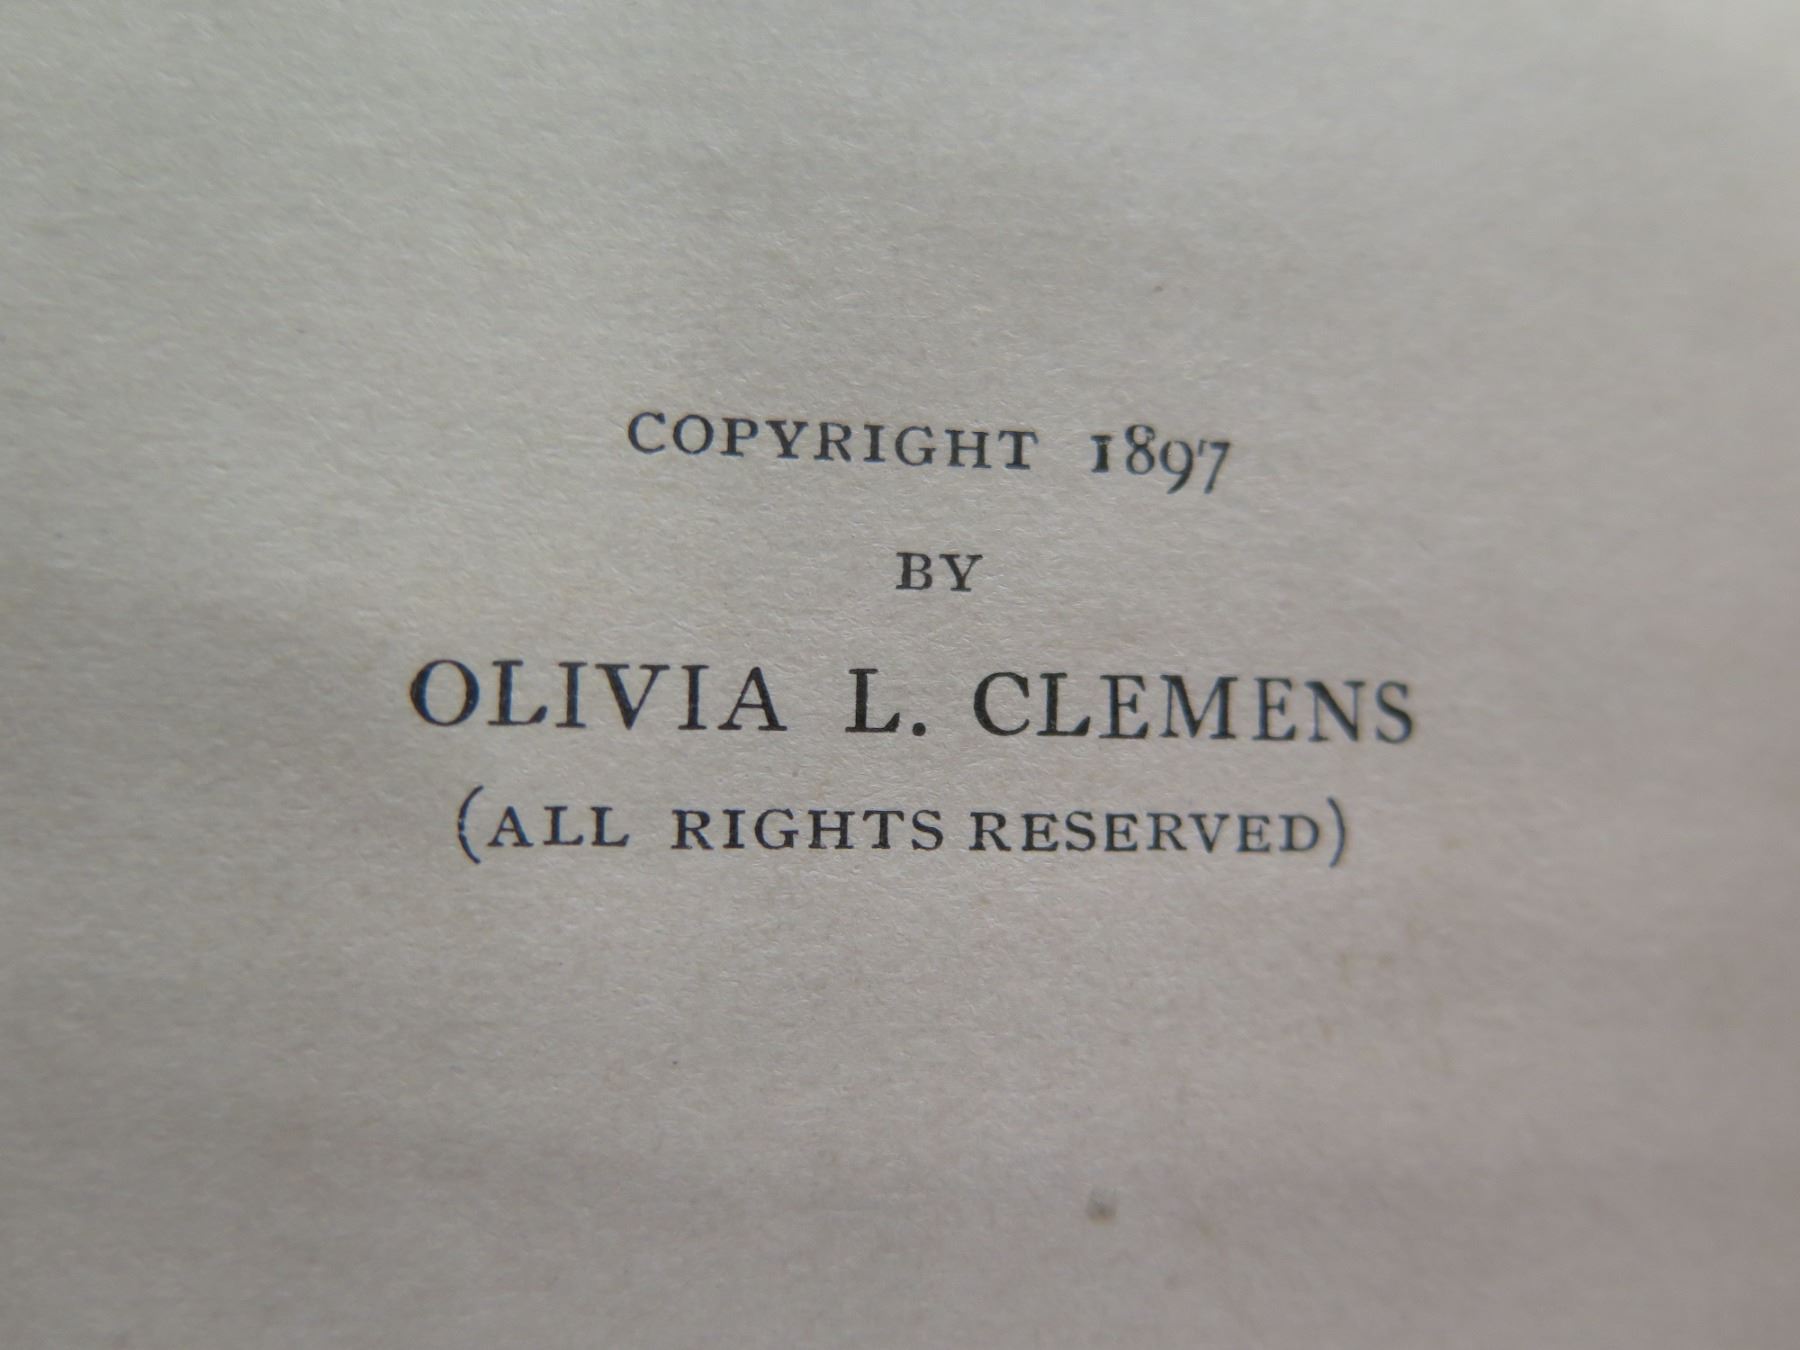 COPYRIGHT 1897
BY
OLIVIA L. CLEMENS
(ALL RIGHTS RESERVED)